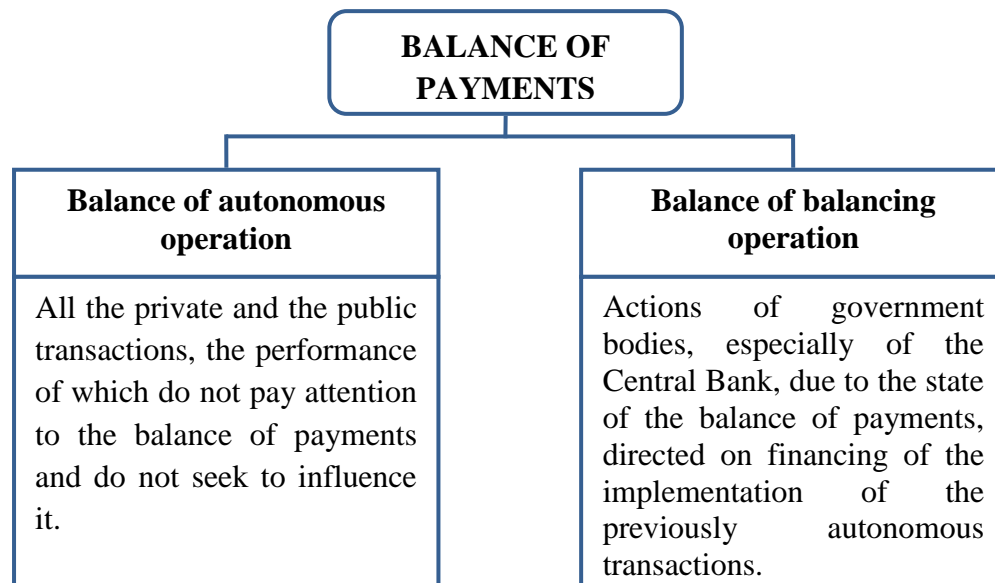 BALANCE OF
PAYMENTS
Balance of autonomous
operation
All the private and the public
transactions, the performance
of which do not pay attention
to the balance of payments
and do not seek to influence
it.
Balance of balancing
operation
Actions of government
bodies, especially of the
Central Bank, due to the state
of the balance of payments,
directed on financing of the
implementation of the
previously autonomous
transactions.